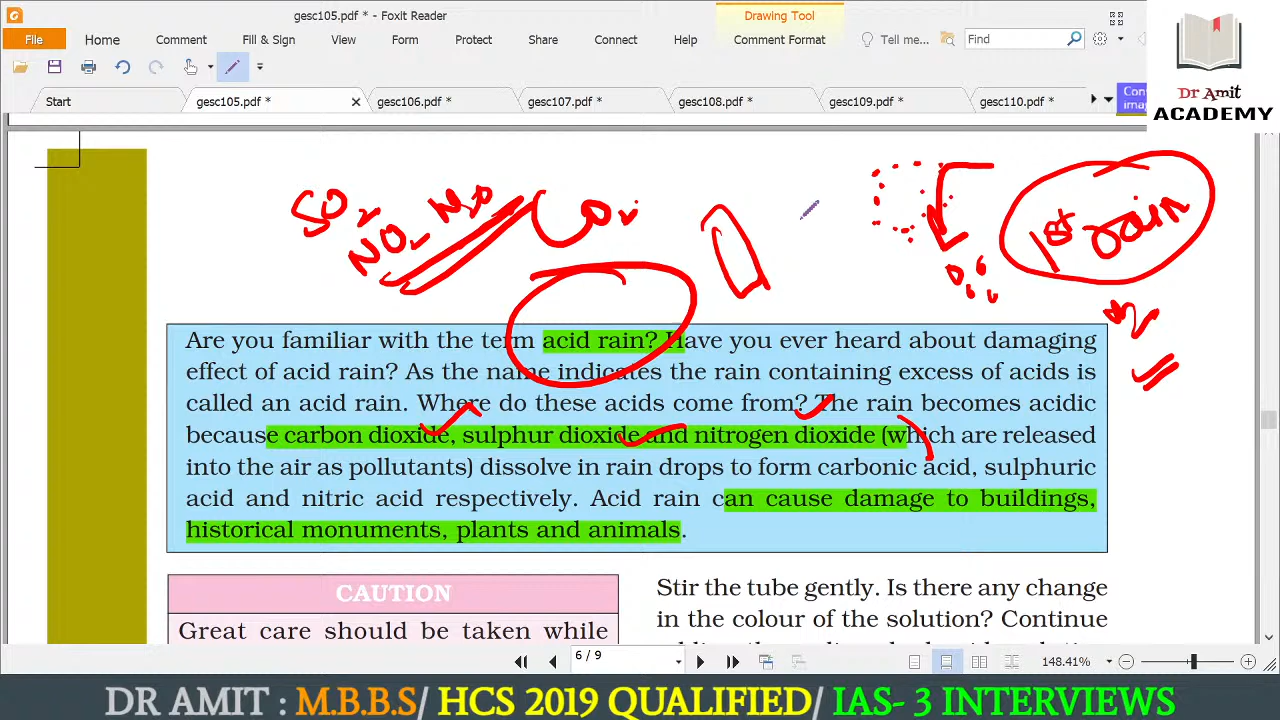 gesc105.pdf * - Foxit Reader
Drawing Tool
File Home Comment Fill & Sign View Form Protect Share Connect Help Comment Format Tell me... Find
Start gesc105.pdf * gesc106.pdf * gesc107.pdf * gesc108.pdf * gesc109.pdf * gesc110.pdf *
Dr Amit
ACADEMY
SO2
NO2 H2O
1st rain
Are you familiar with the term acid rain? Have you ever heard about damaging
effect of acid rain? As the name indicates the rain containing excess of acids is
called an acid rain. Where do these acids come from? The rain becomes acidic
because carbon dioxide, sulphur dioxide and nitrogen dioxide (which are released
into the air as pollutants) dissolve in rain drops to form carbonic acid, sulphuric
acid and nitric acid respectively. Acid rain can cause damage to buildings,
historical monuments, plants and animals.
CAUTION
Great care should be taken while
Stir the tube gently. Is there any change
in the colour of the solution? Continue
6 / 9
148.41%
DR AMIT : M.B.B.S/ HCS 2019 QUALIFIED/ IAS- 3 INTERVIEWS